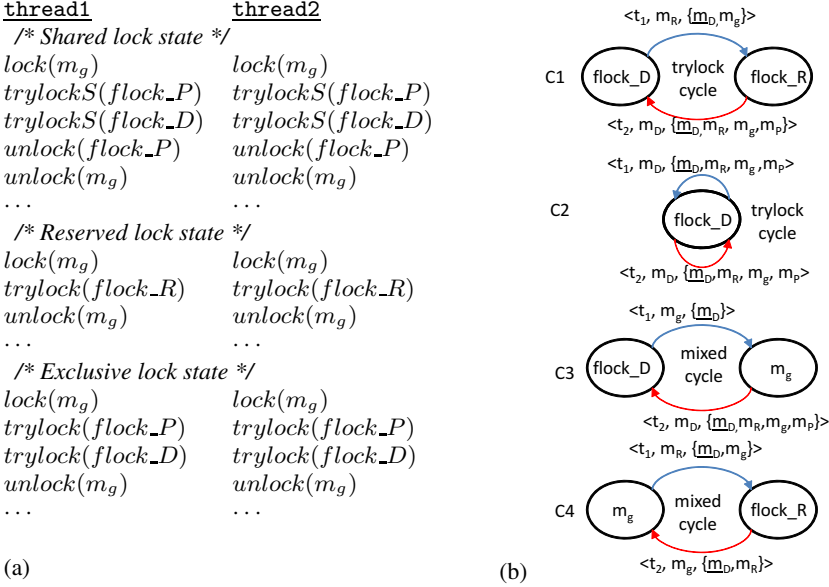 thread1 thread2
/* Shared lock state */
lock(m_g) lock(m_g)
trylockS(flock_P) trylockS(flock_P)
trylockS(flock_D) trylockS(flock_D)
unlock(flock_P) unlock(flock_P)
unlock(m_g) unlock(m_g)
... ...
/* Reserved lock state */
lock(m_g) lock(m_g)
trylock(flock_R) trylock(flock_R)
unlock(m_g) unlock(m_g)
... ...
/* Exclusive lock state */
lock(m_g) lock(m_g)
trylock(flock_P) trylock(flock_P)
trylock(flock_D) trylock(flock_D)
unlock(m_g) unlock(m_g)
... ...
(a)
<t1, mR, {mD,mg}>
C1 flock_D trylock cycle flock_R
<t2, mD, {mD,mR, mg,mP}>
<t1, mD, {mD,mR, mg ,mP>
C2 flock_D trylock cycle
<t2, mD, {mD,mR, mg, mP>
<t1, mg, {mD}>
C3 flock_D mixed cycle mg
<t2, mD, {mD,mR,mg,mP}>
<t1, mR, {mD,mg}>
C4 mg mixed cycle flock_R
<t2, mg, {mD,mR}>
(b)